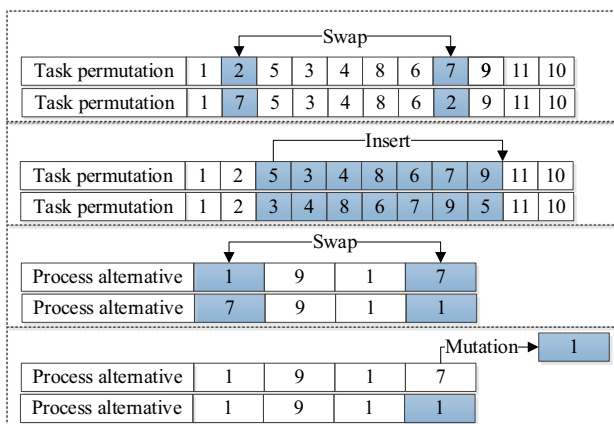 Swap
Task permutation 1 2 5 3 4 8 6 7 9 11 10
Task permutation 1 7 5 3 4 8 6 2 9 11 10
Insert
Task permutation 1 2 5 3 4 8 6 7 9 11 10
Task permutation 1 2 3 4 8 6 7 9 5 11 10
Swap
Process alternative 1 9 1 7
Process alternative 7 9 1 1
Mutation 1
Process alternative 1 9 1 7
Process alternative 1 9 1 1